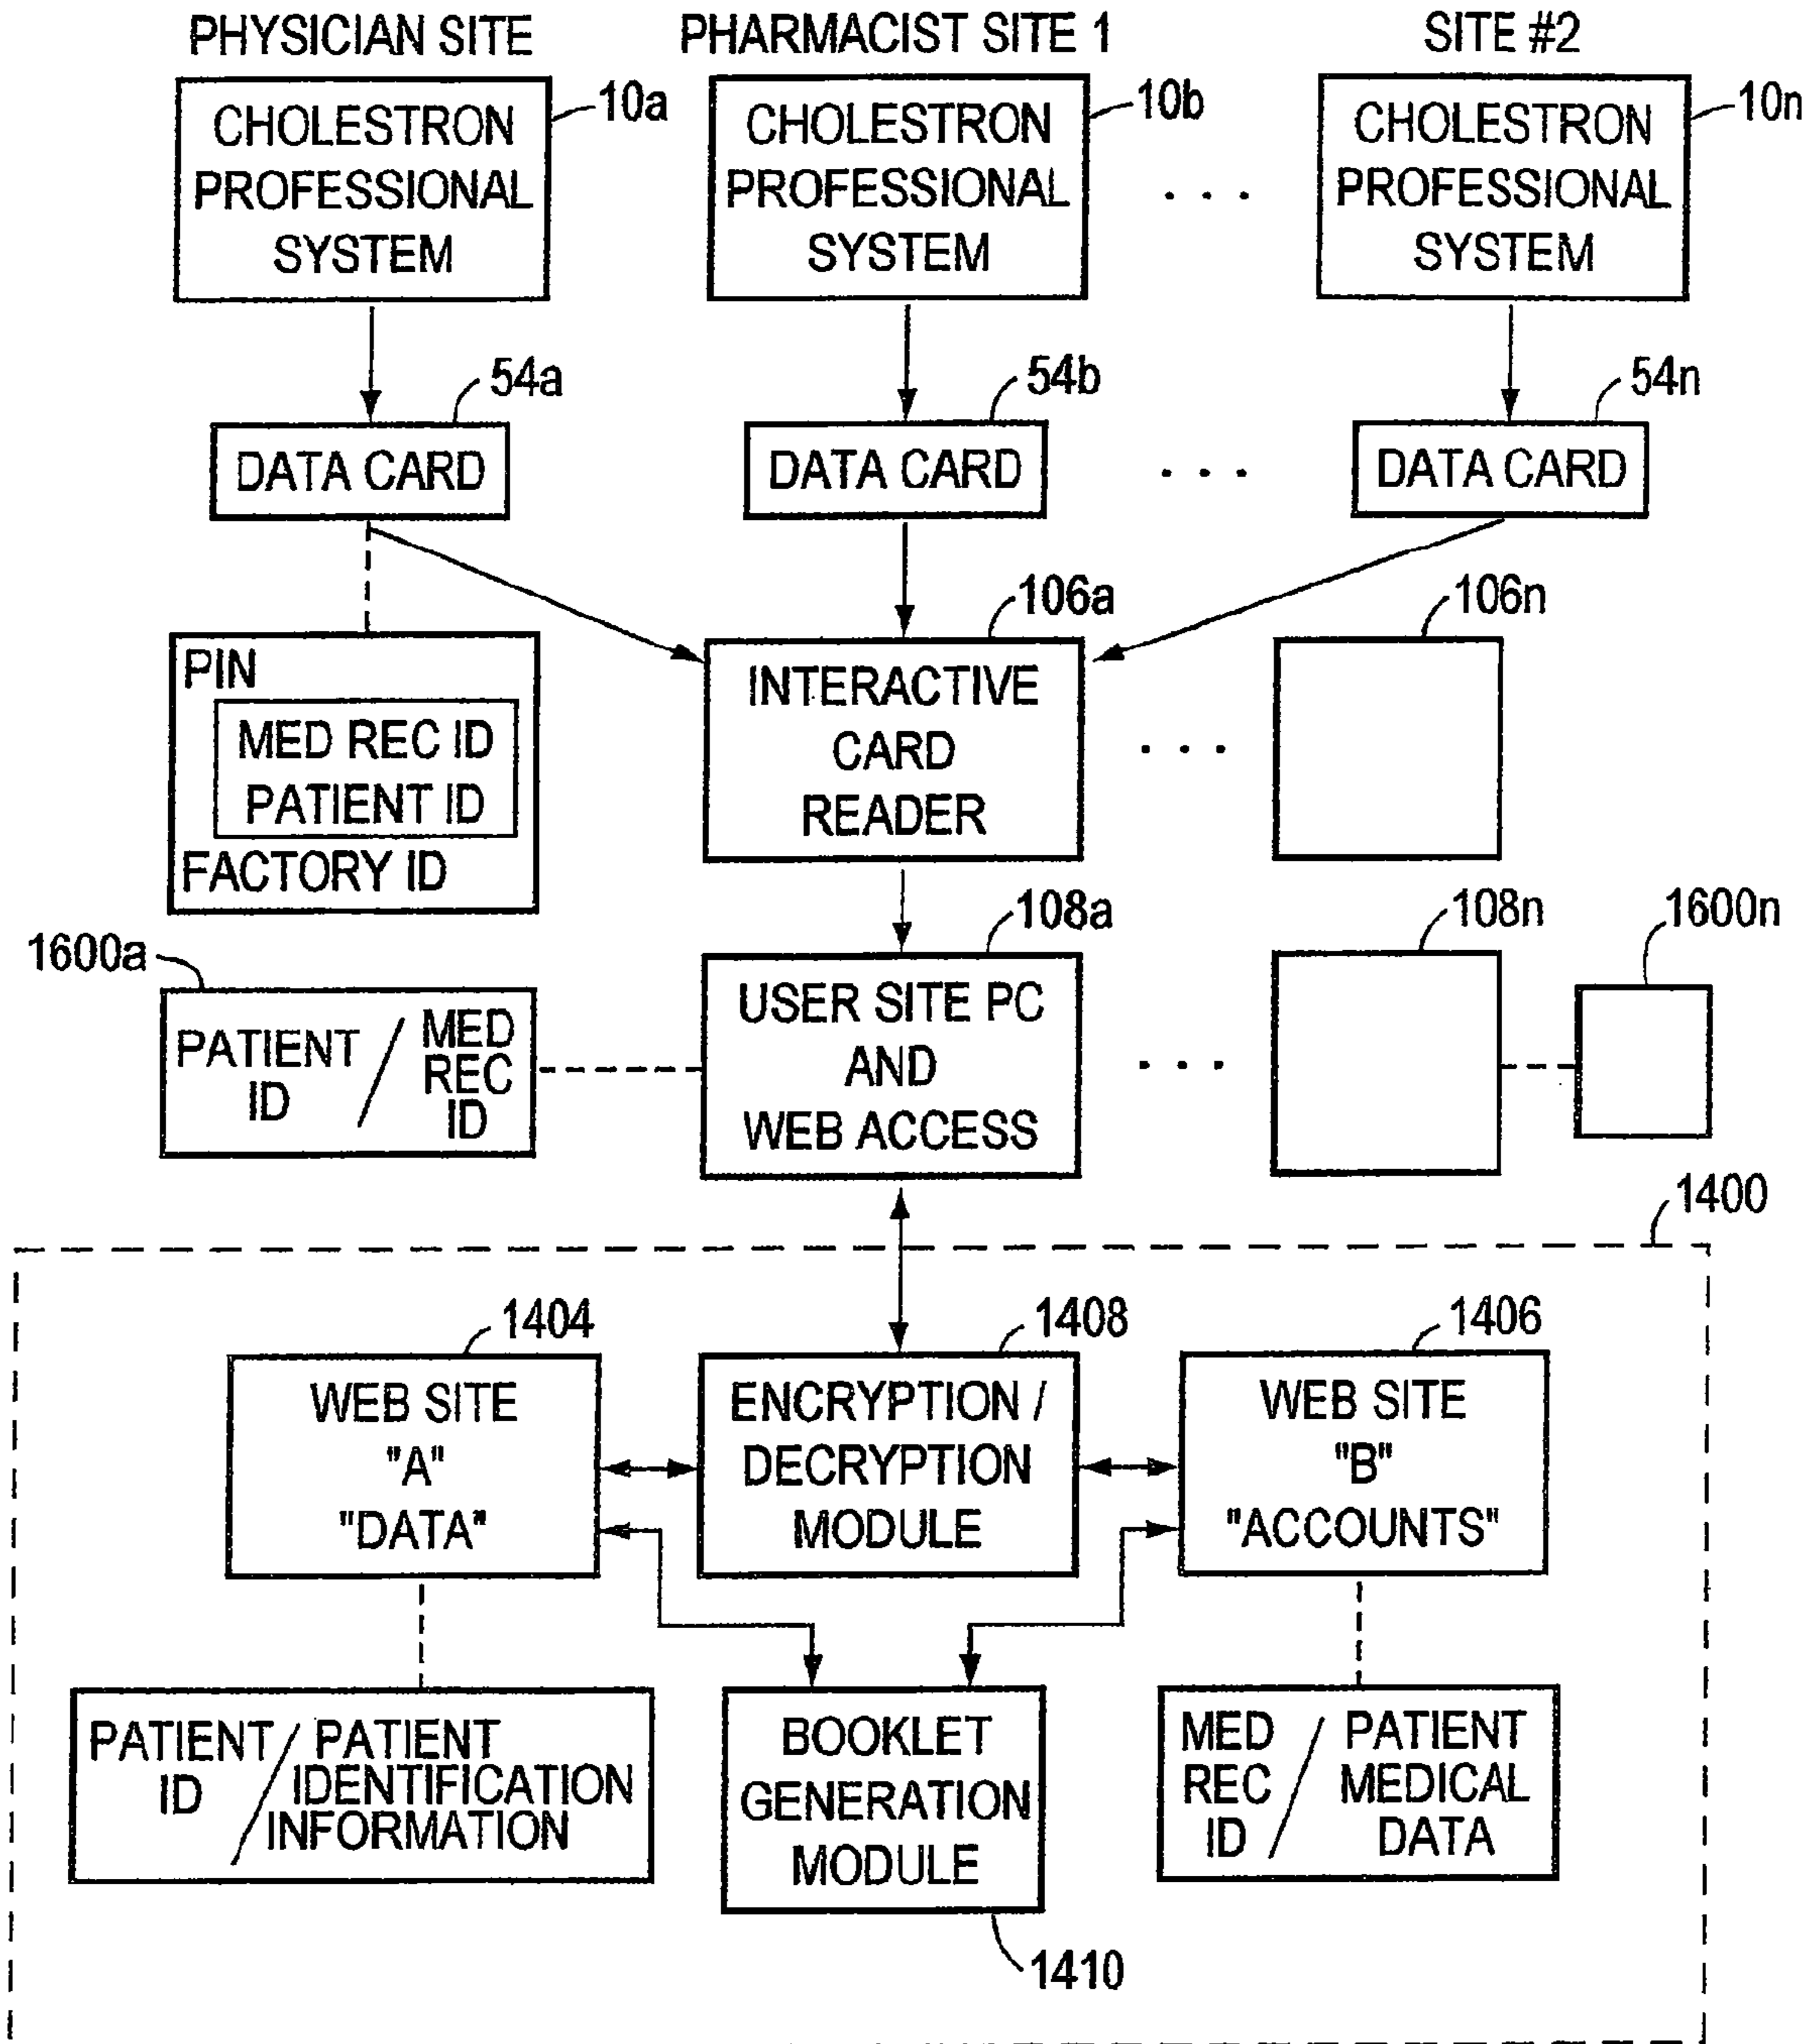 PHYSICIAN SITE
PHARMACIST SITE 1
SITE #2
10a
CHOLESTRON
PROFESSIONAL
SYSTEM
10b
CHOLESTRON
PROFESSIONAL
SYSTEM
. . .
10n
CHOLESTRON
PROFESSIONAL
SYSTEM
54a
DATA CARD
54b
DATA CARD
. . .
54n
DATA CARD
PIN
MED REC ID
PATIENT ID
FACTORY ID
106a
INTERACTIVE
CARD
READER
. . .
106n
1600a
PATIENT
ID
/
MED
REC
ID
108a
USER SITE PC
AND
WEB ACCESS
. . .
108n
1600n
1400
1404
WEB SITE
"A"
"DATA"
1408
ENCRYPTION /
DECRYPTION
MODULE
1406
WEB SITE
"B"
"ACCOUNTS"
PATIENT
ID
/
PATIENT
IDENTIFICATION
INFORMATION
BOOKLET
GENERATION
MODULE
1410
MED
REC
ID
/
PATIENT
MEDICAL
DATA